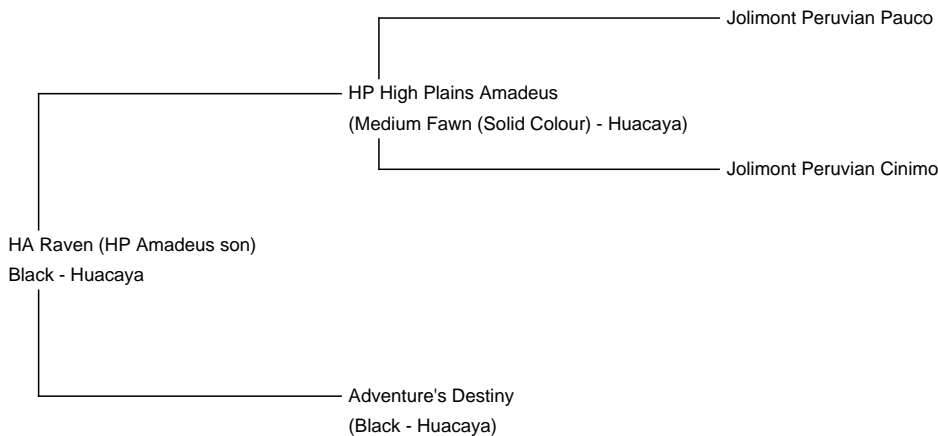 Jolimont Peruvian Pauco
HP High Plains Amadeus
(Medium Fawn (Solid Colour) - Huacaya)
Jolimont Peruvian Cinimo
HA Raven (HP Amadeus son)
Black - Huacaya
Adventure's Destiny
(Black - Huacaya)